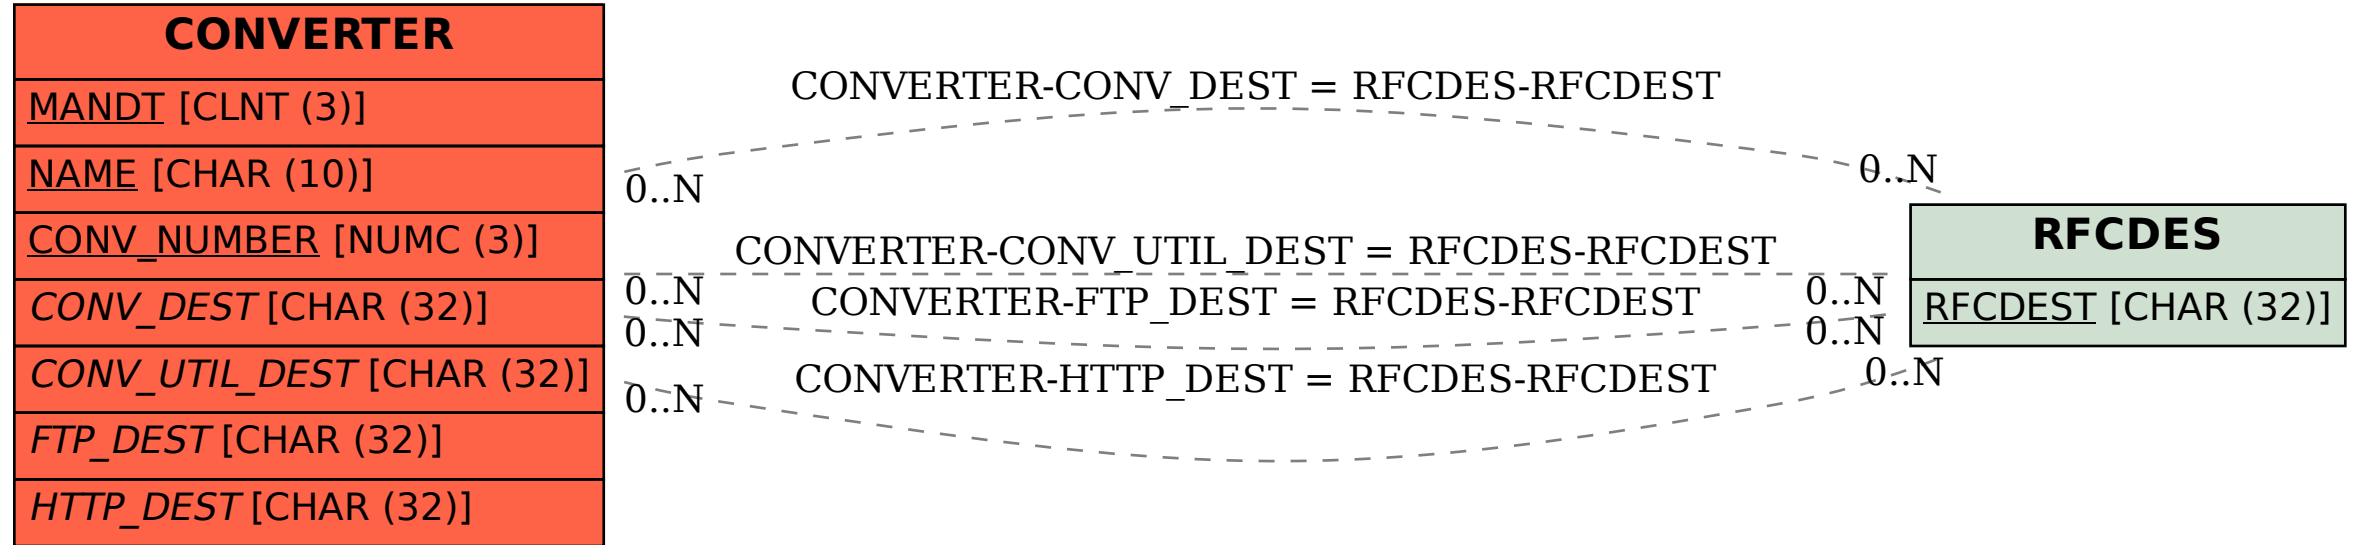 CONVERTER
MANDT [CLNT (3)]
NAME [CHAR (10)]
CONV_NUMBER [NUMC (3)]
CONV_DEST [CHAR (32)]
CONV_UTIL_DEST [CHAR (32)]
FTP_DEST [CHAR (32)]
HTTP_DEST [CHAR (32)]
CONVERTER-CONV_DEST = RFCDES-RFCDEST
0..N
0..N
CONVERTER-CONV_UTIL_DEST = RFCDES-RFCDEST
0..N
0..N
CONVERTER-FTP_DEST = RFCDES-RFCDEST
0..N
0..N
CONVERTER-HTTP_DEST = RFCDES-RFCDEST
0..N
0..N
RFCDES
RFCDEST [CHAR (32)]